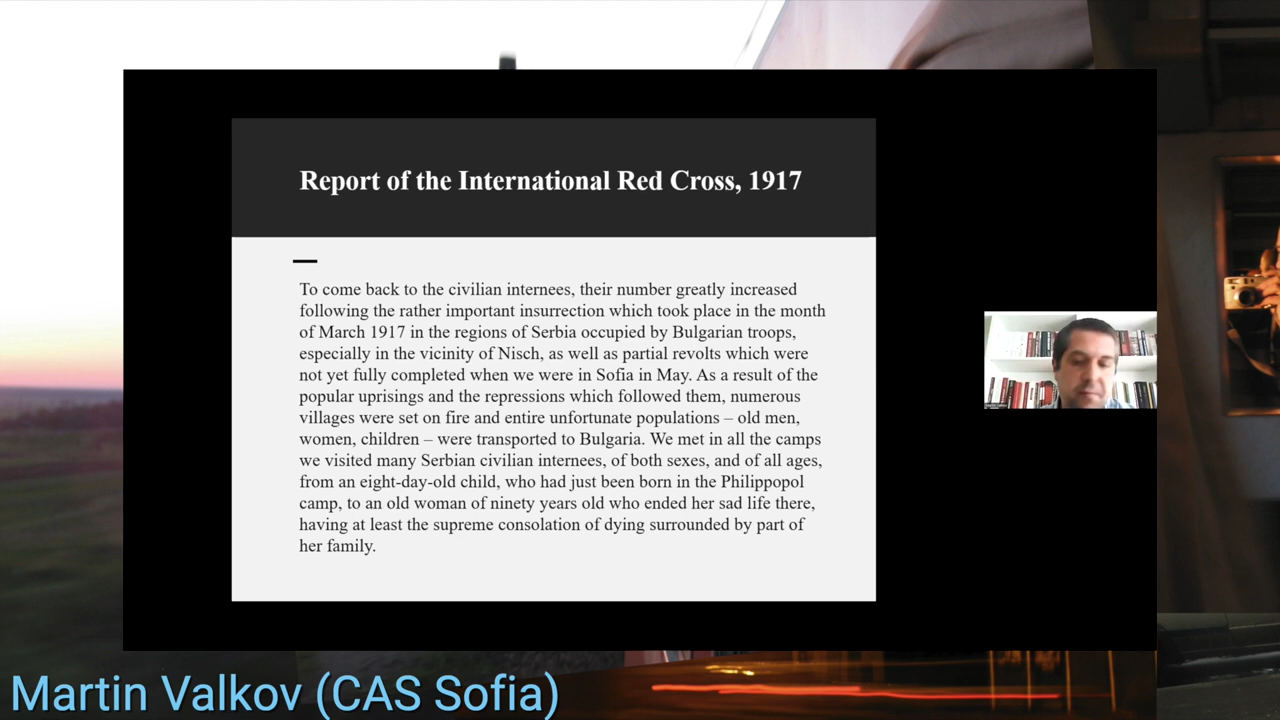 Report of the International Red Cross, 1917
To come back to the civilian internees, their number greatly increased
following the rather important insurrection which took place in the month
of March 1917 in the regions of Serbia occupied by Bulgarian troops,
especially in the vicinity of Nisch, as well as partial revolts which were
not yet fully completed when we were in Sofia in May. As a result of the
popular uprisings and the repressions which followed them, numerous
villages were set on fire and entire unfortunate populations – old men,
women, children – were transported to Bulgaria. We met in all the camps
we visited many Serbian civilian internees, of both sexes, and of all ages,
from an eight-day-old child, who had just been born in the Philippopol
camp, to an old woman of ninety years old who ended her sad life there,
having at least the supreme consolation of dying surrounded by part of
her family.
Martin Valkov (CAS Sofia)